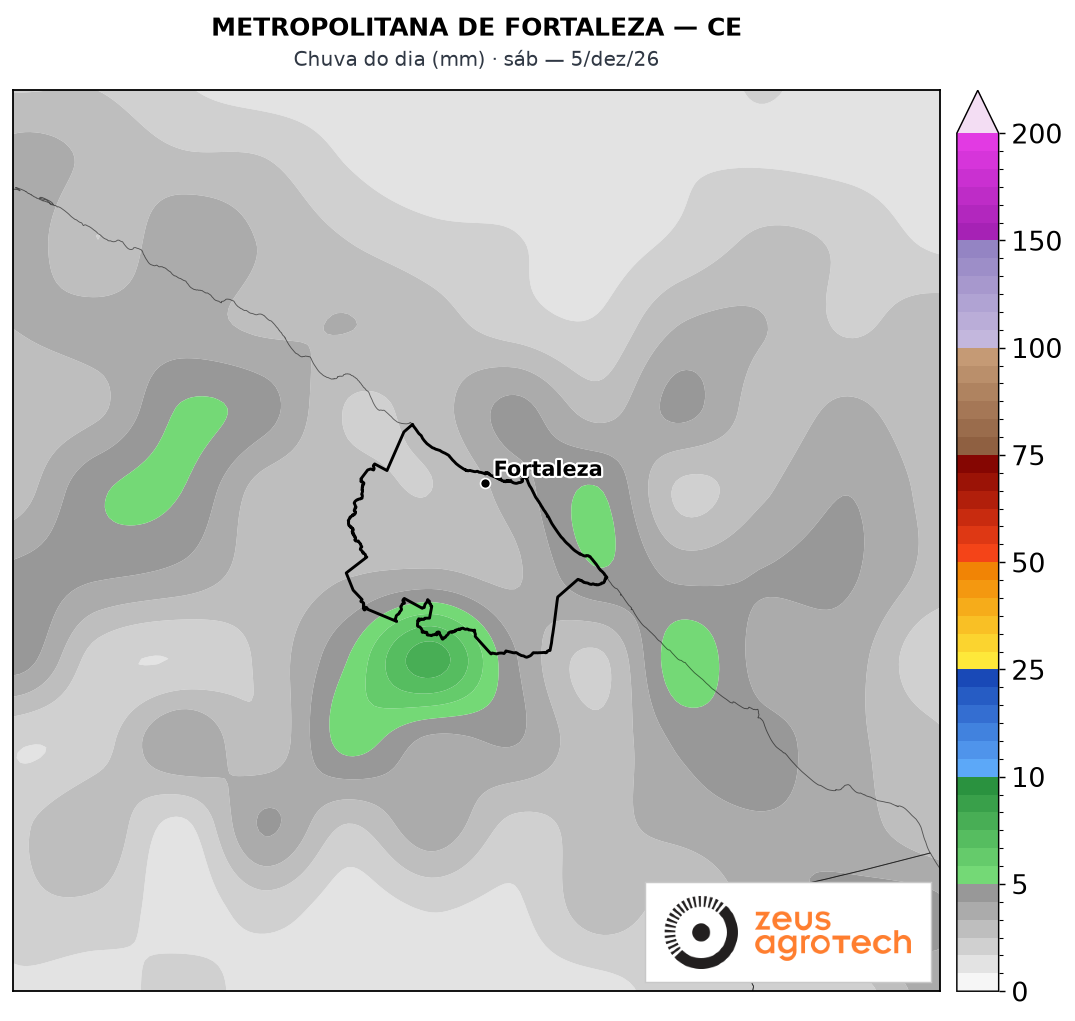 METROPOLITANA DE FORTALEZA — CE
Chuva do dia (mm) · sáb — 5/dez/26
200
150
100
75
50
25
10
5
0
Fortaleza
zeus
agrotech